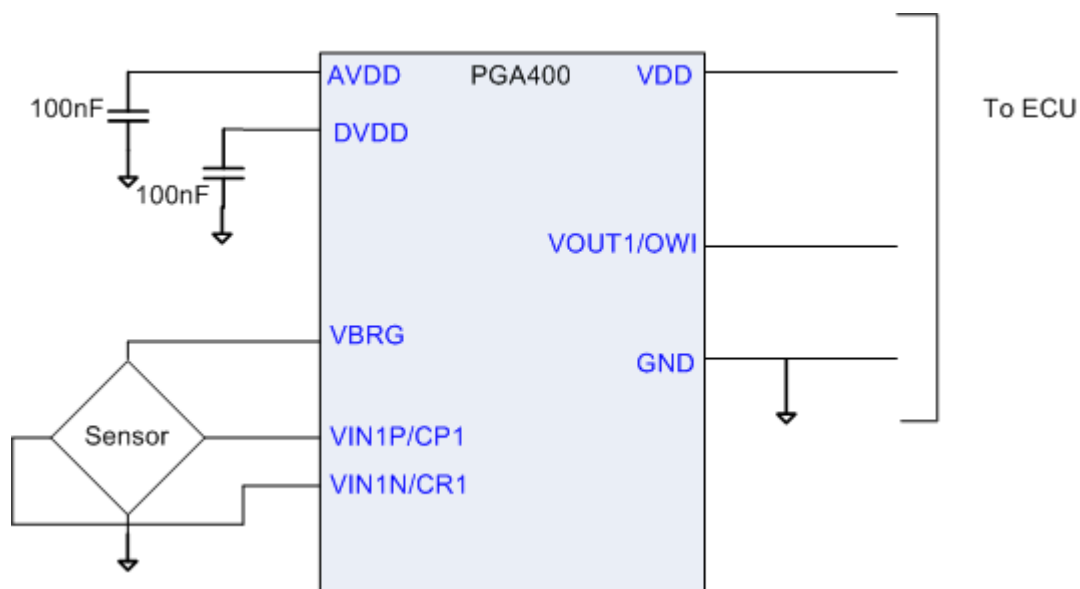 AVDD
PGA400
VDD
100nF
To ECU
DVDD
100nF
VOUT1/OWI
VBRG
GND
Sensor
VIN1P/CP1
VIN1N/CR1